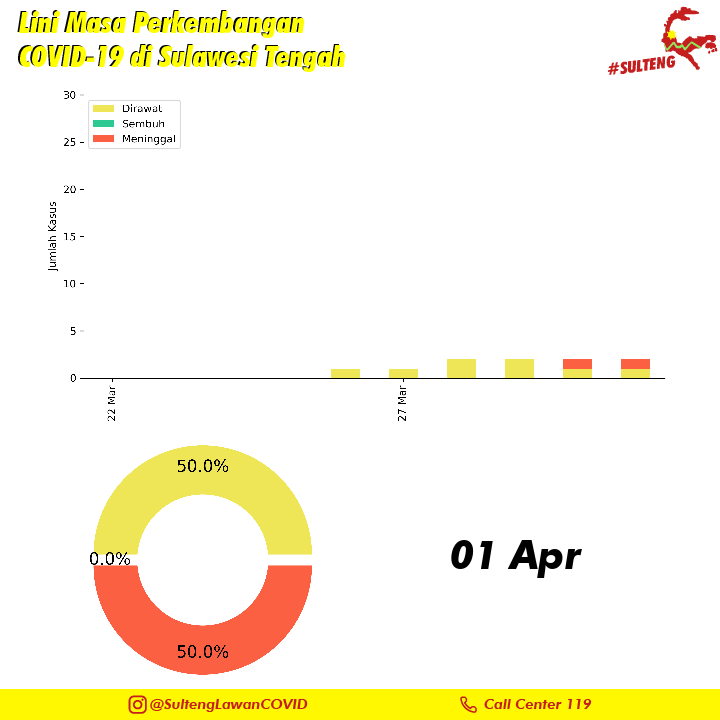 Lini Masa Perkembangan
COVID-19 di Sulawesi Tengah
#SULTENG
30
25
20
15
10
5
0
Jumlah Kasus
Dirawat
Sembuh
Meninggal
22 Mar
27 Mar
50.0%
0.0%
50.0%
01 Apr
@SultengLawanCOVID
Call Center 119